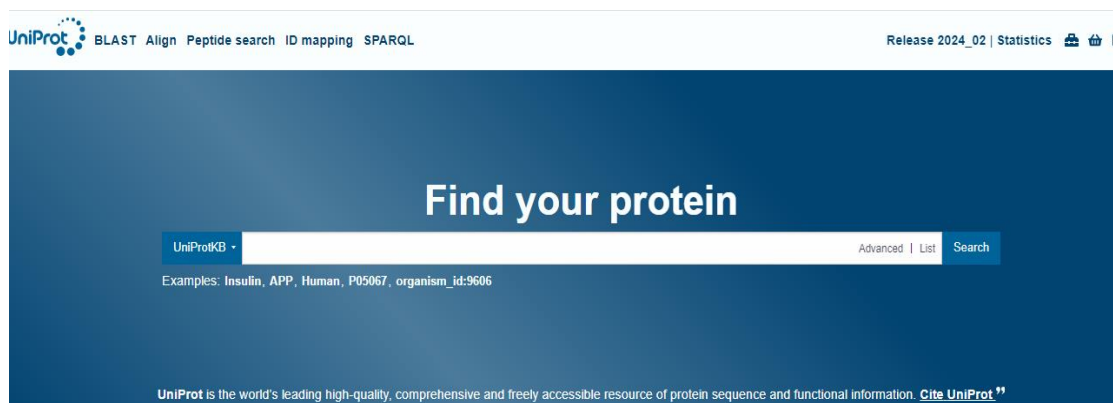 UniProt BLAST Align Peptide search ID mapping SPARQL Release 2024_02 | Statistics
Find your protein
UniProtKB Advanced | List Search
Examples: Insulin, APP, Human, P05067, organism_id:9606
UniProt is the world's leading high-quality, comprehensive and freely accessible resource of protein sequence and functional information. Cite UniProt ”